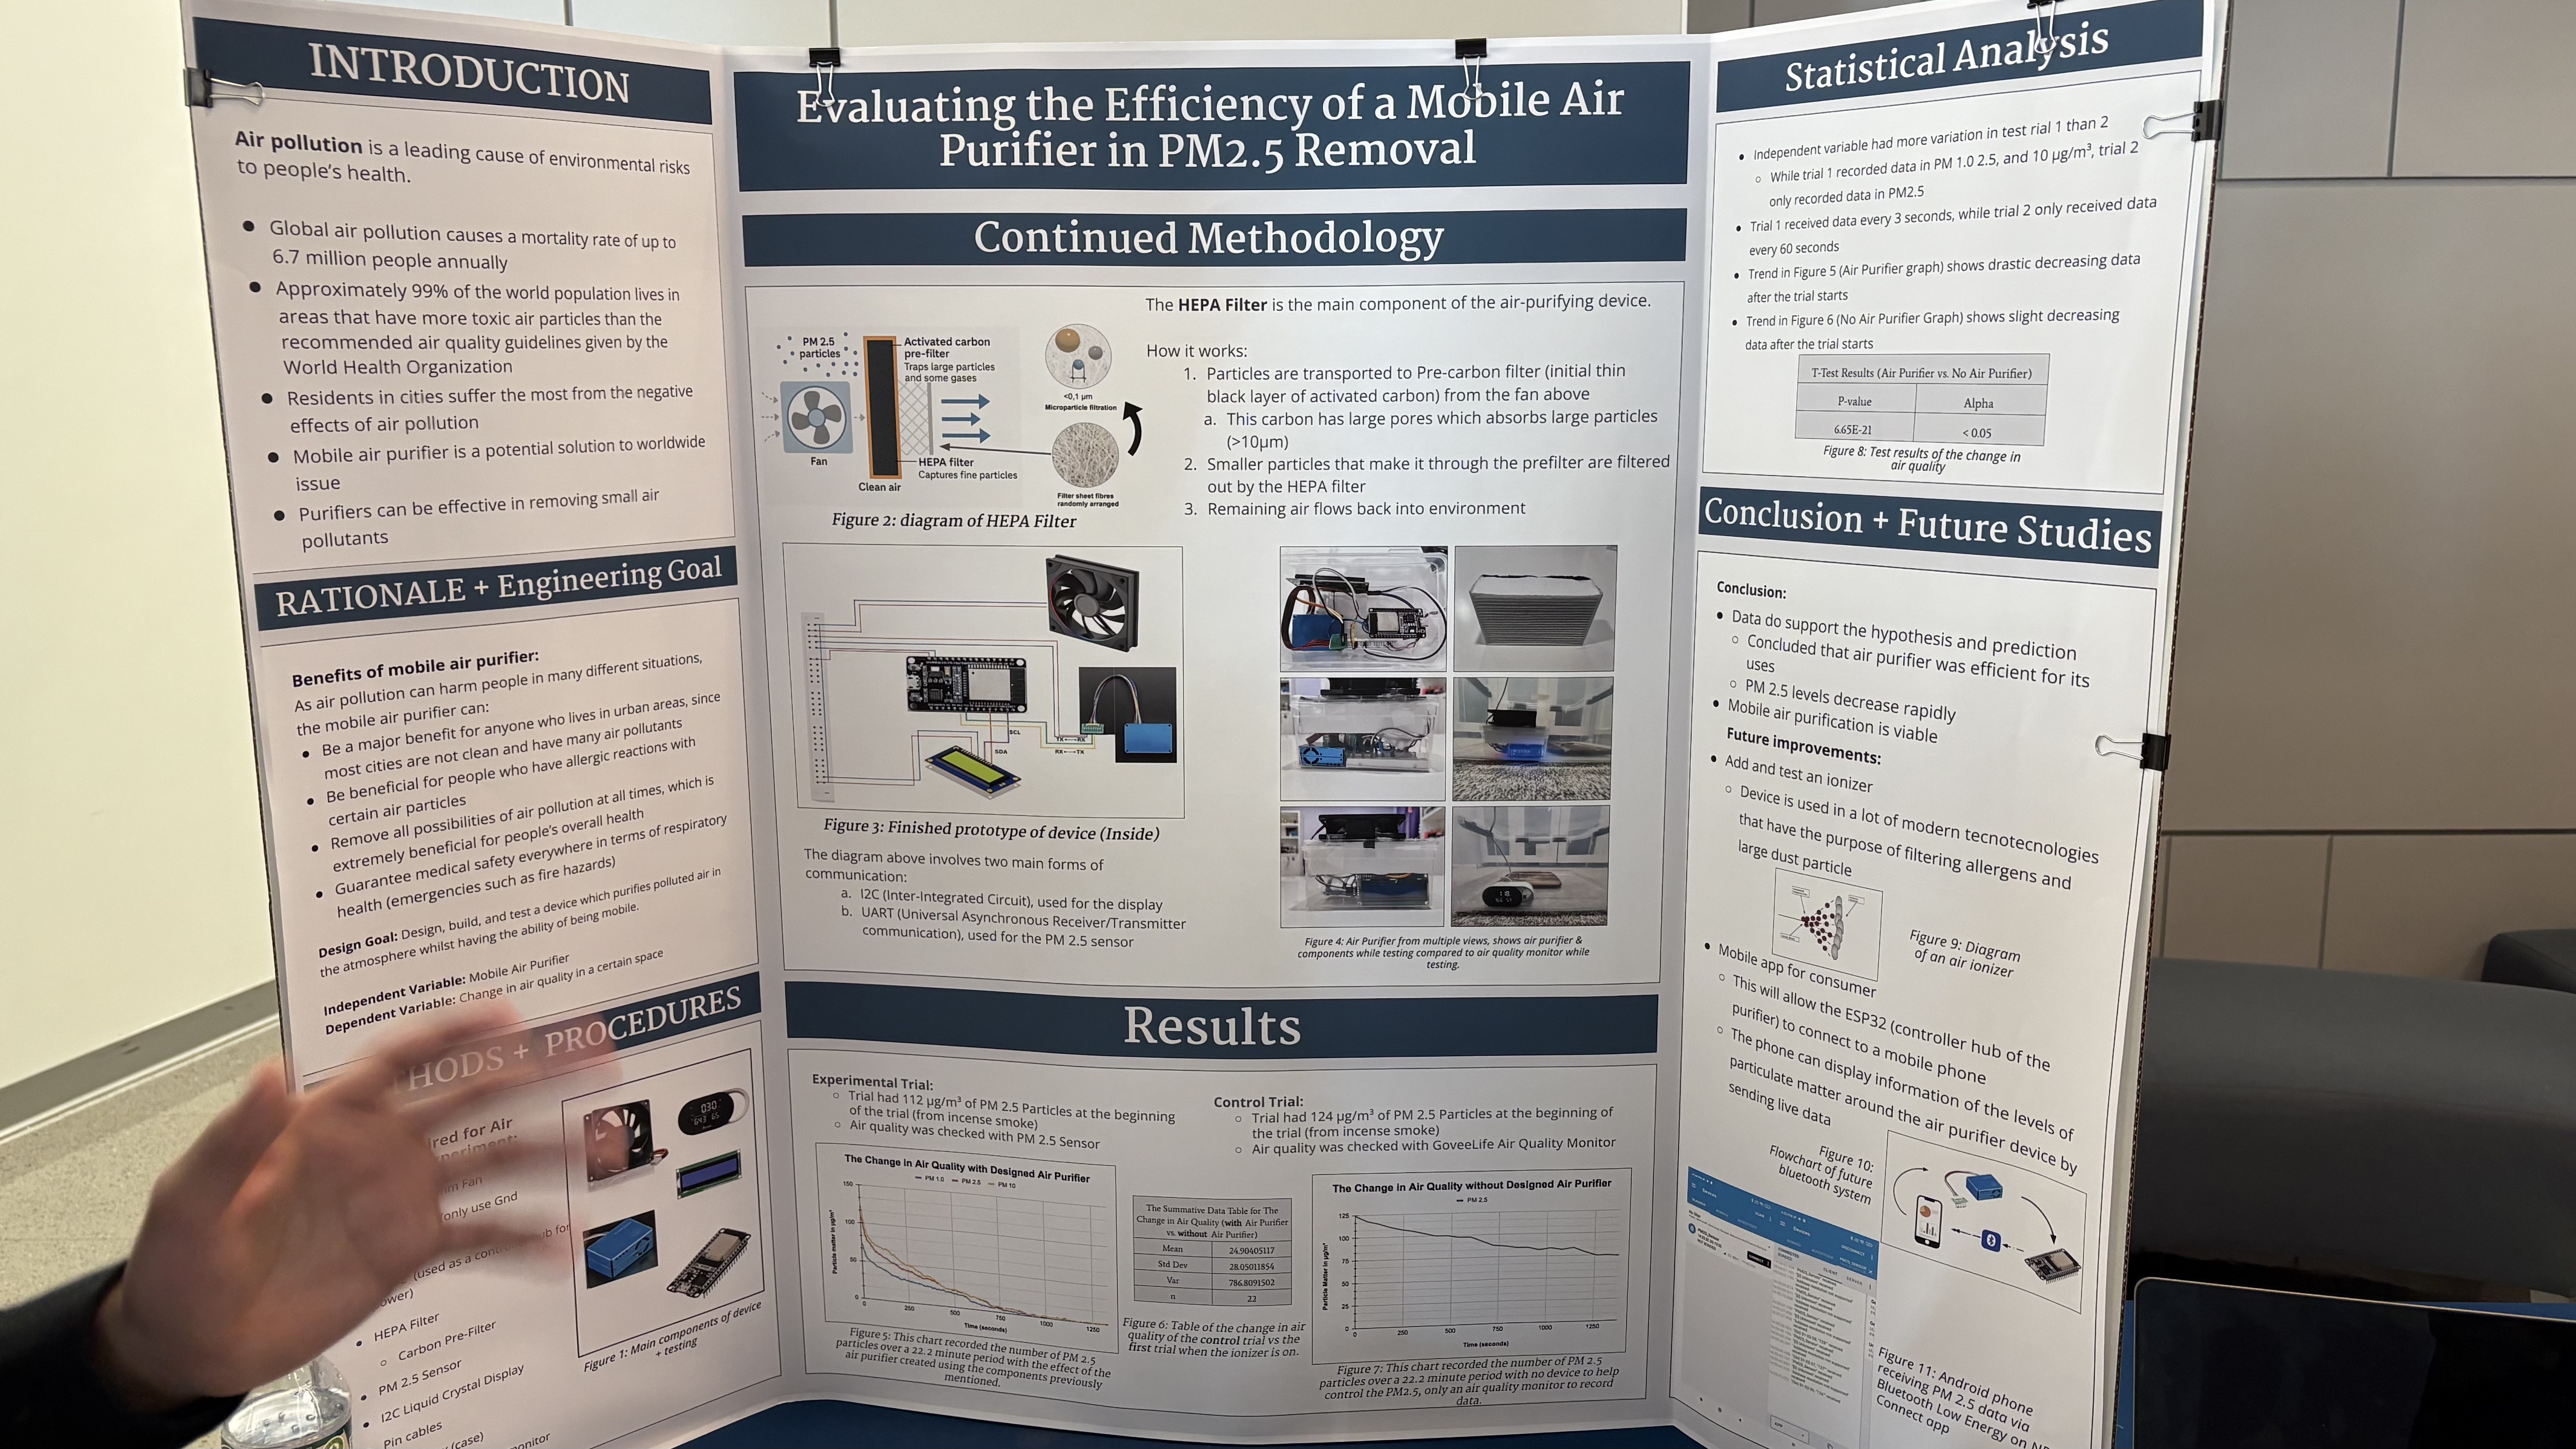 INTRODUCTION
Air pollution is a leading cause of environmental risks
to people's health.
● Global air pollution causes a mortality rate of up to
6.7 million people annually
● Approximately 99% of the world population lives in
areas that have more toxic air particles than the
recommended air quality guidelines given by the
World Health Organization
● Residents in cities suffer the most from the negative
effects of air pollution
● Mobile air purifier is a potential solution to worldwide
issue
● Purifiers can be effective in removing small air
pollutants
RATIONALE + Engineering Goal
Benefits of mobile air purifier:
As air pollution can harm people in many different situations,
the mobile air purifier can:
● Be a major benefit for anyone who lives in urban areas, since
most cities are not clean and have many air pollutants
● Be beneficial for people who have allergic reactions with
certain air particles
● Remove all possibilities of air pollution at all times, which is
extremely beneficial for people's overall health
● Guarantee medical safety everywhere in terms of respiratory
health (emergencies such as fire hazards)
Design Goal: Design, build, and test a device which purifies polluted air in
the atmosphere whilst having the ability of being mobile.
Independent Variable: Mobile Air Purifier
Dependent Variable: Change in air quality in a certain space
THODS + PROCEDURES
for Air
Fan
only use Gnd
(used as a
for
● HEPA Filter
○ Carbon Pre-Filter
● PM 2.5 Sensor
● I2C Liquid Crystal Display
Pin cables
(case)
Figure 1: Main components of device
+ testing
Evaluating the Efficiency of a Mobile Air
Purifier in PM2.5 Removal
Continued Methodology
PM 2.5
particles
Activated carbon
pre-filter
Traps large particles
and some gases
Fan
Clean air
HEPA filter
Captures fine particles
<0,1 µm
Microparticle filtration
Filter sheet fibres
randomly arranged
Figure 2: diagram of HEPA Filter
The HEPA Filter is the main component of the air-purifying device.
How it works:
1. Particles are transported to Pre-carbon filter (initial thin
black layer of activated carbon) from the fan above
a. This carbon has large pores which absorbs large particles
(>10µm)
2. Smaller particles that make it through the prefilter are filtered
out by the HEPA filter
3. Remaining air flows back into environment
SCL
SDA
TX RX
RX TX
Figure 3: Finished prototype of device (Inside)
The diagram above involves two main forms of
communication:
a. I2C (Inter-Integrated Circuit), used for the display
b. UART (Universal Asynchronous Receiver/Transmitter
communication), used for the PM 2.5 sensor
Figure 4: Air Purifier from multiple views, shows air purifier &
components while testing compared to air quality monitor while
testing.
Results
Experimental Trial:
○ Trial had 112 µg/m³ of PM 2.5 Particles at the beginning
of the trial (from incense smoke)
○ Air quality was checked with PM 2.5 Sensor
The Change in Air Quality with Designed Air Purifier
PM 1.0 PM 2.5 PM 10
Particle matter in µg/m³
150
100
50
0
0 250 500 750 1000 1250
Time (seconds)
Figure 5: This chart recorded the number of PM 2.5
particles over a 22.2 minute period with the effect of the
air purifier created using the components previously
mentioned.
The Summative Data Table for The
Change in Air Quality (with Air Purifier
vs. without Air Purifier)
Mean 24.90405117
Std Dev 28.05011854
Var 786.8091502
n 22
Figure 6: Table of the change in air
quality of the control trial vs the
first trial when the ionizer is on.
Control Trial:
○ Trial had 124 µg/m³ of PM 2.5 Particles at the beginning of
the trial (from incense smoke)
○ Air quality was checked with GoveeLife Air Quality Monitor
The Change in Air Quality without Designed Air Purifier
PM 2.5
Particle Matter in µg/m³
125
100
75
50
25
0
0 250 500 750 1000 1250
Time (seconds)
Figure 7: This chart recorded the number of PM 2.5
particles over a 22.2 minute period with no device to help
control the PM2.5, only an air quality monitor to record
data.
Statistical Analysis
● Independent variable had more variation in test rial 1 than 2
○ While trial 1 recorded data in PM 1.0 2.5, and 10 µg/m³, trial 2
only recorded data in PM2.5
● Trial 1 received data every 3 seconds, while trial 2 only received data
every 60 seconds
● Trend in Figure 5 (Air Purifier graph) shows drastic decreasing data
after the trial starts
● Trend in Figure 6 (No Air Purifier Graph) shows slight decreasing
data after the trial starts
T-Test Results (Air Purifier vs. No Air Purifier)
P-value Alpha
6.65E-21 < 0.05
Figure 8: Test results of the change in
air quality
Conclusion + Future Studies
Conclusion:
● Data do support the hypothesis and prediction
○ Concluded that air purifier was efficient for its
uses
○ PM 2.5 levels decrease rapidly
● Mobile air purification is viable
Future improvements:
● Add and test an ionizer
○ Device is used in a lot of modern tecnotecnologies
that have the purpose of filtering allergens and
large dust particle
Figure 9: Diagram
of an air ionizer
● Mobile app for consumer
○ This will allow the ESP32 (controller hub of the
purifier) to connect to a mobile phone
○ The phone can display information of the levels of
particulate matter around the air purifier device by
sending live data
Figure 10:
Flowchart of future
bluetooth system
Figure 11: Android phone
receiving PM 2.5 data via
Bluetooth Low Energy on
Connect app